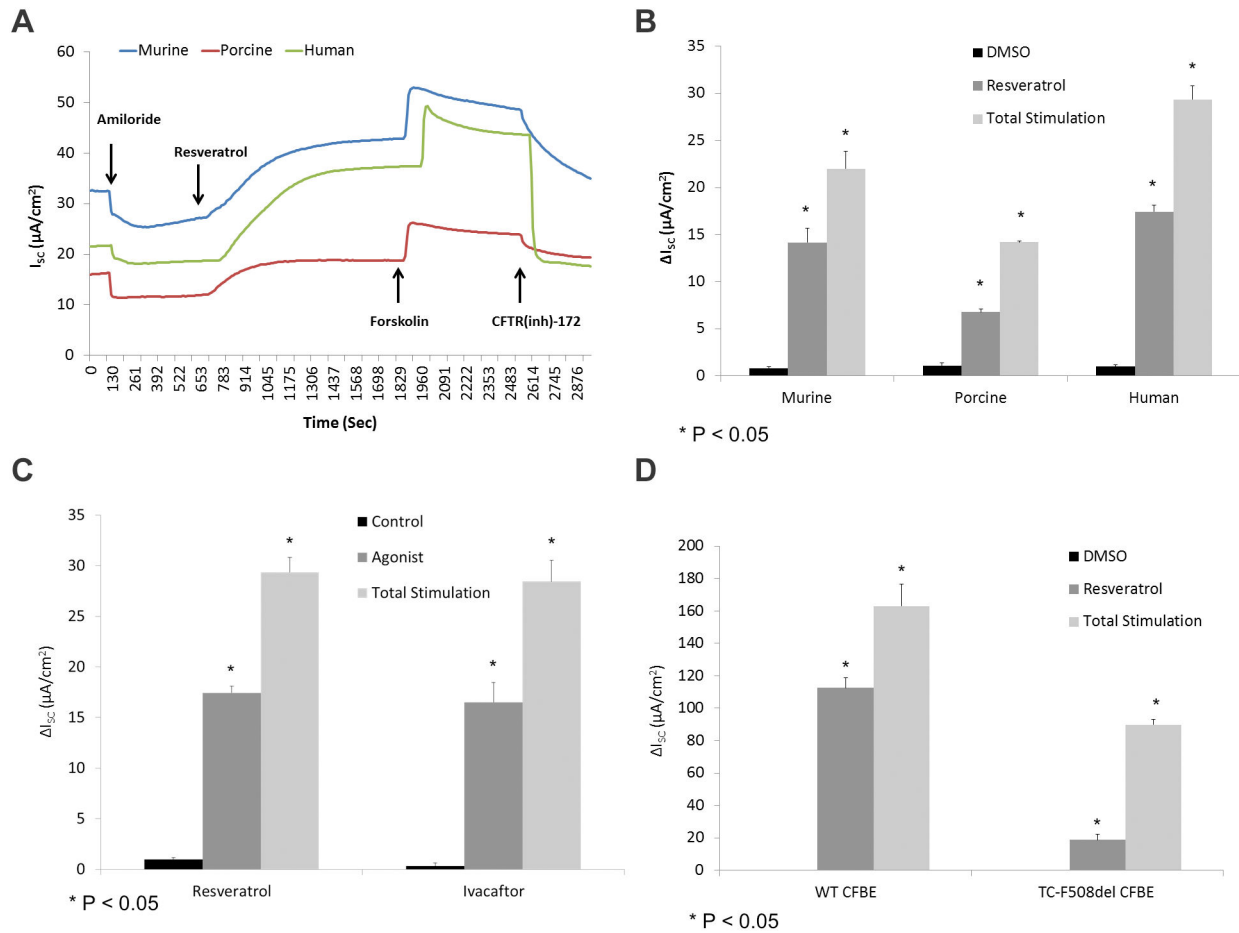 A
Murine Porcine Human
60
50
40
30
20
10
0
I_SC (µA/cm²)
Amiloride
Resveratrol
Forskolin
CFTR(inh)-172
0 130 261 392 522 653 783 914 1045 1175 1306 1437 1568 1698 1829 1960 2091 2222 2353 2483 2614 2745 2876
Time (Sec)
B
35
30
25
20
15
10
5
0
ΔI_SC (µA/cm²)
DMSO
Resveratrol
Total Stimulation
* * * * * *
Murine Porcine Human
* P < 0.05
C
35
30
25
20
15
10
5
0
ΔI_SC (µA/cm²)
Control
Agonist
Total Stimulation
* * * *
Resveratrol Ivacaftor
* P < 0.05
D
200
180
160
140
120
100
80
60
40
20
0
ΔI_SC (µA/cm²)
DMSO
Resveratrol
Total Stimulation
* * * *
WT CFBE TC-F508del CFBE
* P < 0.05